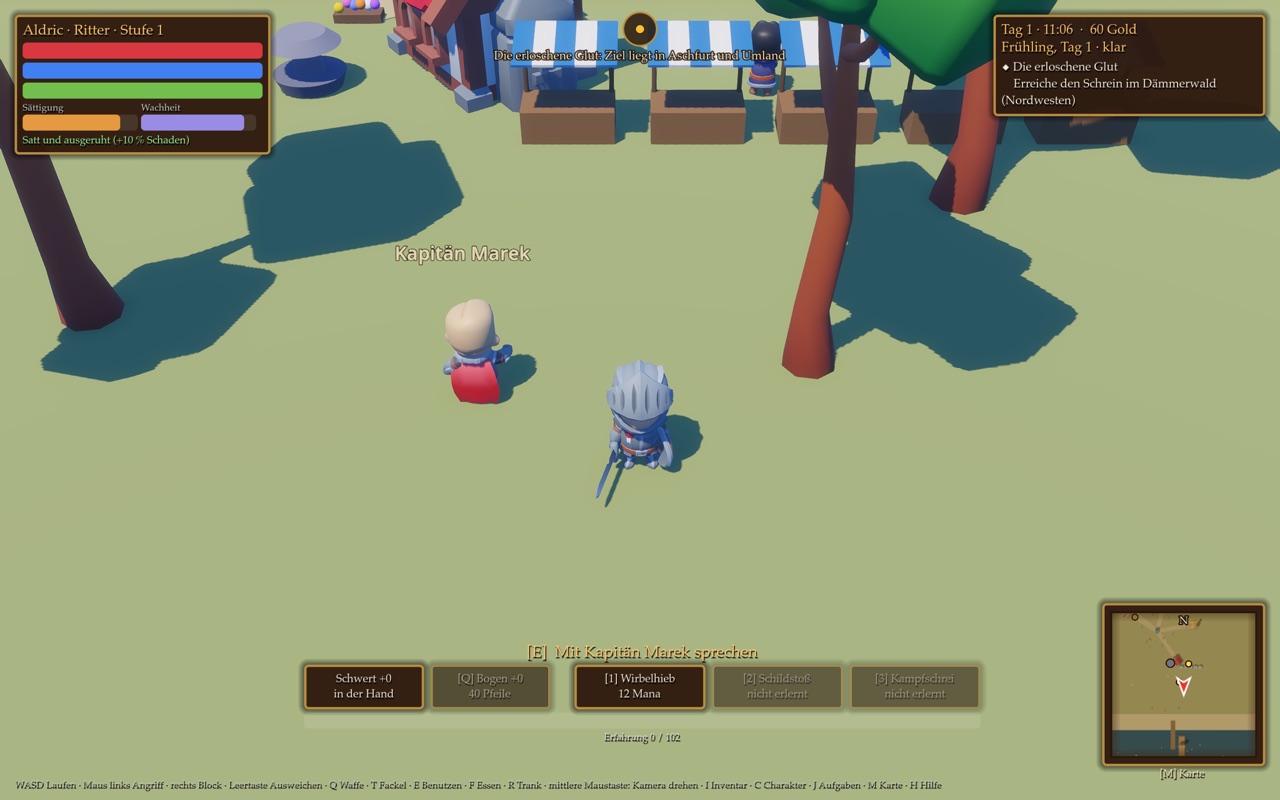 Aldric · Ritter · Stufe 1
Sättigung
Wachheit
Satt und ausgeruht (+10 % Schaden)
Die erloschene Glut: Ziel liegt in Aschfurt und Umland
Tag 1 · 11:06 · 60 Gold
Frühling, Tag 1 · klar
◆ Die erloschene Glut
Erreiche den Schrein im Dämmerwald
(Nordwesten)
Kapitän Marek
[E] Mit Kapitän Marek sprechen
Schwert +0
in der Hand
[Q] Bogen +0
40 Pfeile
[1] Wirbelhieb
12 Mana
[2] Schildstoß
nicht erlernt
[3] Kampfschrei
nicht erlernt
Erfahrung 0 / 102
N
[M] Karte
WASD Laufen · Maus links Angriff · rechts Block · Leertaste Ausweichen · Q Waffe · T Fackel · E Benutzen · F Essen · R Trank · mittlere Maustaste: Kamera drehen · I Inventar · C Charakter · J Aufgaben · M Karte · H Hilfe